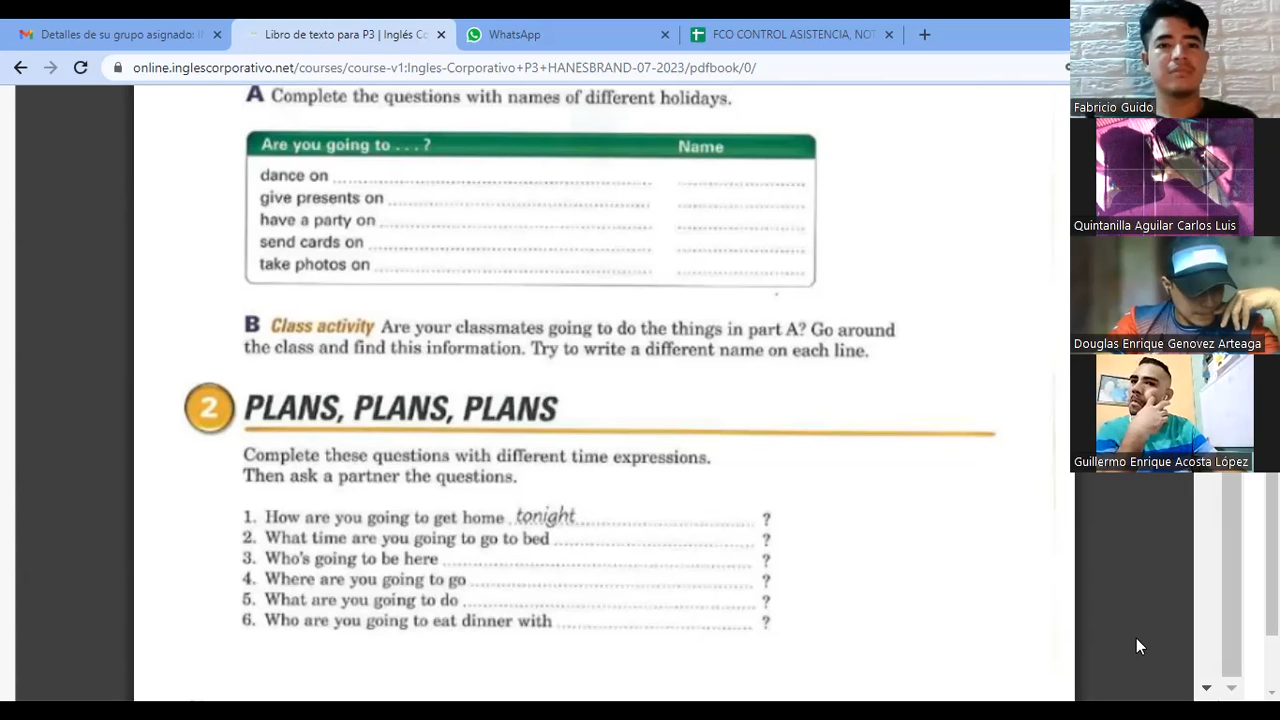 Detalles de su grupo asignado: I
Libro de texto para P3 | Inglés C
WhatsApp
FCO CONTROL ASISTENCIA, NO
online.inglescorporativo.net/courses/course-v1:Ingles-Corporativo+P3+HANESBRAND-07-2023/pdfbook/0/
A Complete the questions with names of different holidays.
Are you going to . . . ? Name
dance on
give presents on
have a party on
send cards on
take photos on
B Class activity Are your classmates going to do the things in part A? Go around
the class and find this information. Try to write a different name on each line.
2 PLANS, PLANS, PLANS
Complete these questions with different time expressions.
Then ask a partner the questions.
1. How are you going to get home tonight ?
2. What time are you going to go to bed ?
3. Who's going to be here ?
4. Where are you going to go ?
5. What are you going to do ?
6. Who are you going to eat dinner with ?
Fabricio Guido
Quintanilla Aguilar Carlos Luis
Douglas Enrique Genovez Arteaga
Guillermo Enrique Acosta López